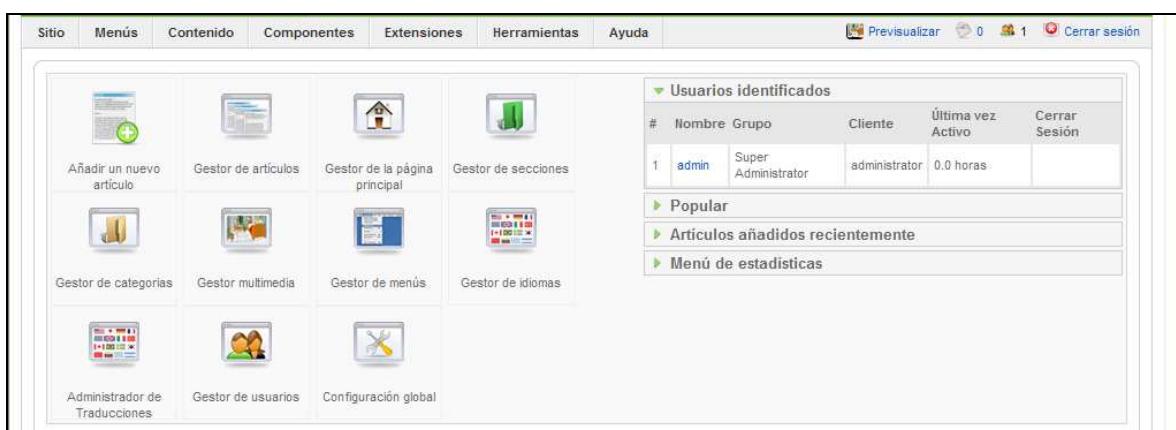 Sitio Menús Contenido Componentes Extensiones Herramientas Ayuda Previsualizar 0 1 Cerrar sesión
Añadir un nuevo
artículo
Gestor de artículos
Gestor de la página
principal
Gestor de secciones
Gestor de categorías
Gestor multimedia
Gestor de menús
Gestor de idiomas
Administrador de
Traducciones
Gestor de usuarios
Configuración global
Usuarios identificados
# Nombre Grupo Cliente Última vez
Activo
Cerrar
Sesión
1 admin Super
Administrator
administrator 0.0 horas
Popular
Artículos añadidos recientemente
Menú de estadísticas